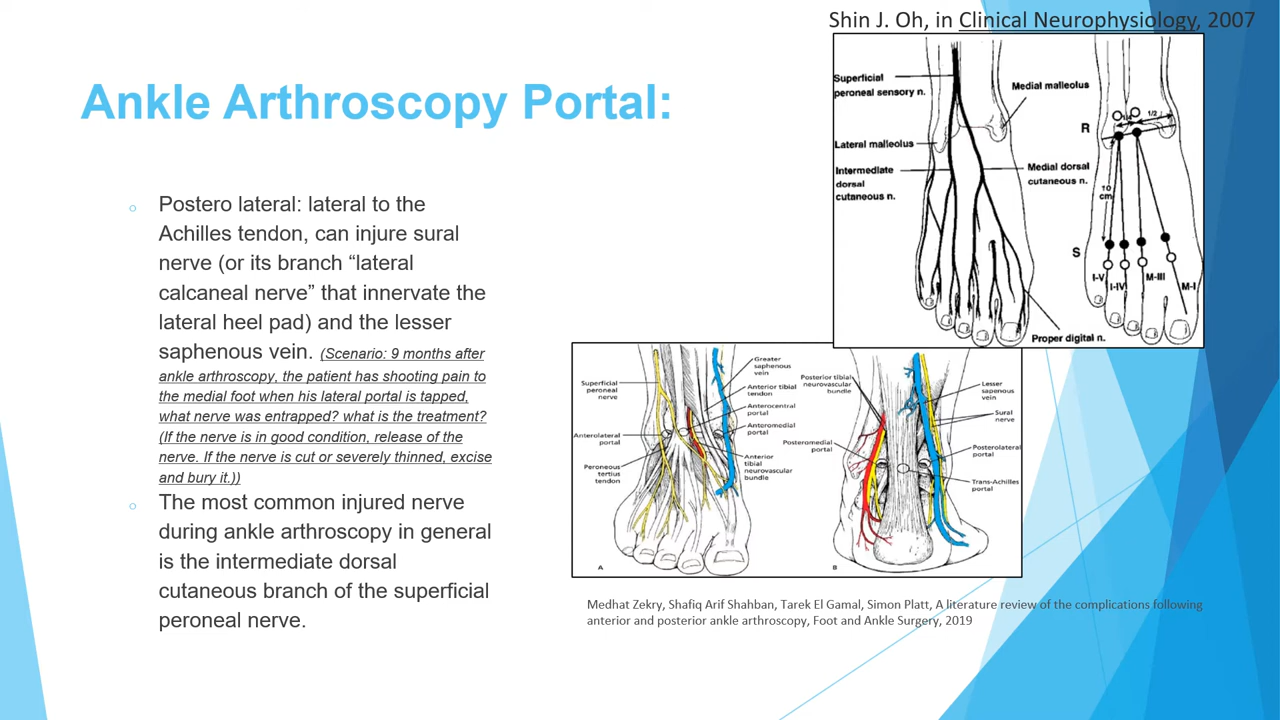 Shin J. Oh, in Clinical Neurophysiology, 2007
Ankle Arthroscopy Portal:
Postero lateral: lateral to the
Achilles tendon, can injure sural
nerve (or its branch “lateral
calcaneal nerve” that innervate the
lateral heel pad) and the lesser
saphenous vein. (Scenario: 9 months after
ankle arthroscopy, the patient has shooting pain to
the medial foot when his lateral portal is tapped,
what nerve was entrapped? what is the treatment?
(If the nerve is in good condition, release of the
nerve. If the nerve is cut or severely thinned, excise
and bury it.))
The most common injured nerve
during ankle arthroscopy in general
is the intermediate dorsal
cutaneous branch of the superficial
peroneal nerve.
Superficial
peroneal sensory n.
Medial malleolus
Lateral malleolus
Intermediate
dorsal
cutaneous n.
Medial dorsal
cutaneous n.
Proper digital n.
R
1/2
10
cm
S
I-V
I-IV
M-III
M-I
Superficial
peroneal
nerve
Anterolateral
portal
Peroneous
tertius
tendon
Greater
saphenous
vein
Anterior tibial
tendon
Anterocentral
portal
Anteromedial
portal
Anterior
tibial
neurovascular
bundle
A
Posterior tibial
neurovascular
bundle
Posteromedial
portal
Lesser
sapenous
vein
Sural
nerve
Posterolateral
portal
Trans-Achilles
portal
B
Medhat Zekry, Shafiq Arif Shahban, Tarek El Gamal, Simon Platt, A literature review of the complications following
anterior and posterior ankle arthroscopy, Foot and Ankle Surgery, 2019